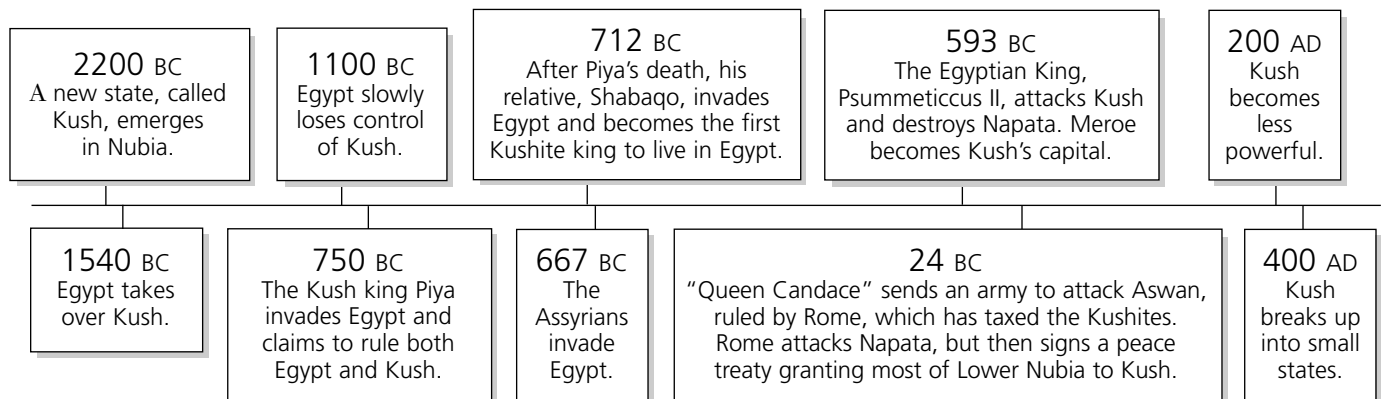 2200 BC
A new state, called
Kush, emerges
in Nubia.
1100 BC
Egypt slowly
loses control
of Kush.
712 BC
After Piya’s death, his
relative, Shabaqo, invades
Egypt and becomes the first
Kushite king to live in Egypt.
593 BC
The Egyptian King,
Psummeticcus II, attacks Kush
and destroys Napata. Meroe
becomes Kush’s capital.
200 AD
Kush
becomes
less
powerful.
1540 BC
Egypt takes
over Kush.
750 BC
The Kush king Piya
invades Egypt and
claims to rule both
Egypt and Kush.
667 BC
The
Assyrians
invade
Egypt.
24 BC
“Queen Candace” sends an army to attack Aswan,
ruled by Rome, which has taxed the Kushites.
Rome attacks Napata, but then signs a peace
treaty granting most of Lower Nubia to Kush.
400 AD
Kush
breaks up
into small
states.